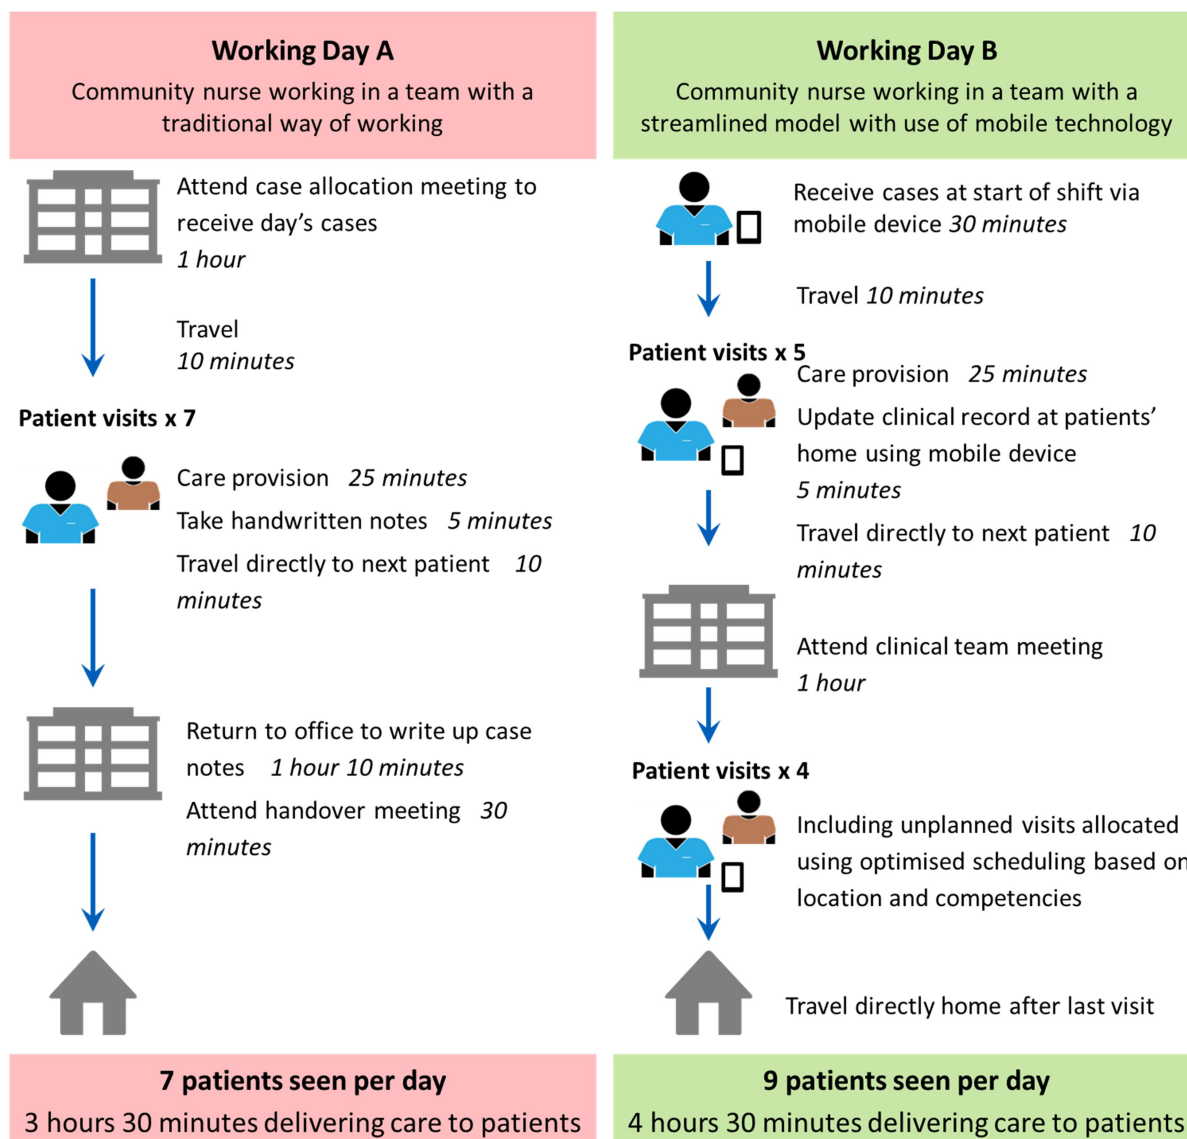 Working Day A
Community nurse working in a team with a
traditional way of working
Attend case allocation meeting to
receive day's cases
1 hour
Travel
10 minutes
Patient visits x 7
Care provision 25 minutes
Take handwritten notes 5 minutes
Travel directly to next patient 10
minutes
Return to office to write up case
notes 1 hour 10 minutes
Attend handover meeting 30
minutes
7 patients seen per day
3 hours 30 minutes delivering care to patients
Working Day B
Community nurse working in a team with a
streamlined model with use of mobile technology
Receive cases at start of shift via
mobile device 30 minutes
Travel 10 minutes
Patient visits x 5
Care provision 25 minutes
Update clinical record at patients'
home using mobile device
5 minutes
Travel directly to next patient 10
minutes
Attend clinical team meeting
1 hour
Patient visits x 4
Including unplanned visits allocated
using optimised scheduling based on
location and competencies
Travel directly home after last visit
9 patients seen per day
4 hours 30 minutes delivering care to patients